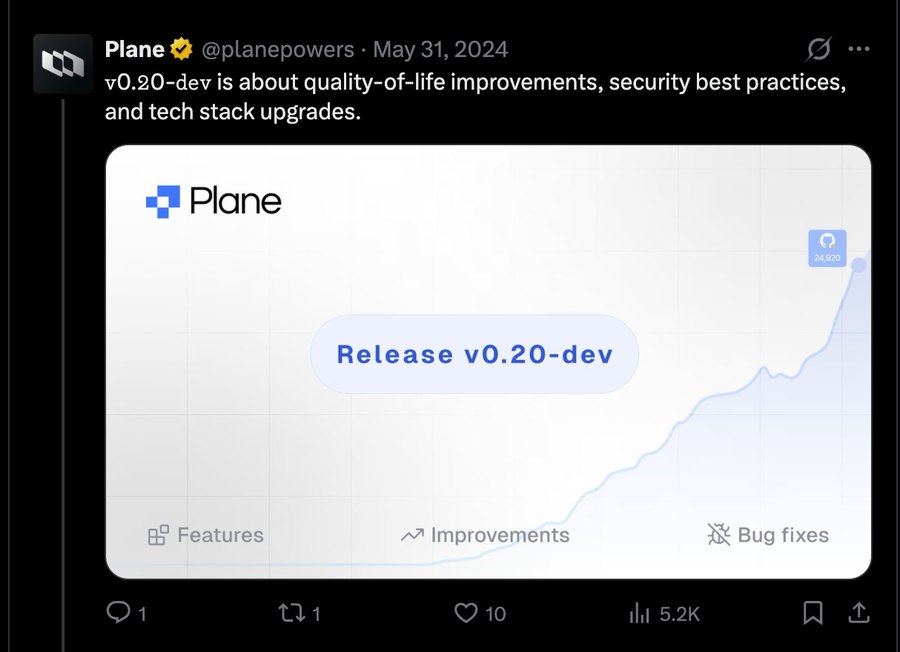 Plane @planepowers · May 31, 2024
v0.20-dev is about quality-of-life improvements, security best practices,
and tech stack upgrades.
Plane
24,920
Release v0.20-dev
Features
Improvements
Bug fixes
1
1
10
5.2K